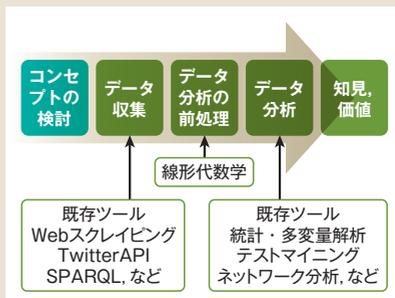 コンセ
プトの
検討
データ
収集
データ
分析の
前処理
データ
分析
知見,
価値
線形代数学
既存ツール
Webスクレイピング
TwitterAPI
SPARQL, など
既存ツール
統計・多変量解析
テストマイニング
ネットワーク分析, など